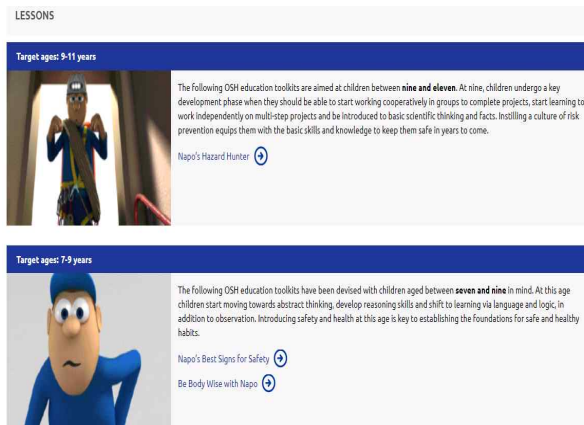 LESSONS
Target ages: 9-11 years
The following OSH education toolkits are aimed at children between nine and eleven. At nine, children undergo a key
development phase when they should be able to start working cooperatively in groups to complete projects, start learning to
work independently on multi-step projects and be introduced to basic scientific thinking and facts. Instilling a culture of risk
prevention equips them with the basic skills and knowledge to keep them safe in years to come.
Napo's Hazard Hunter
Target ages: 7-9 years
The following OSH education toolkits have been devised with children aged between seven and nine in mind. At this age
children start moving towards abstract thinking, develop reasoning skills and shift to learning via language and logic, in
addition to observation. Introducing safety and health at this age is key to establishing the foundations for safe and healthy
habits.
Napo's Best Signs for Safety
Be Body Wise with Napo